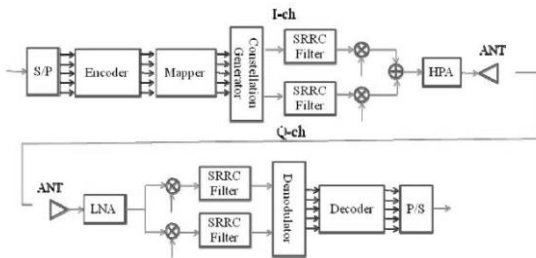 I-ch
S/P
Encoder
Mapper
Constellation
Generator
SRRC
Filter
SRRC
Filter
HPA
ANT
Q-ch
ANT
LNA
SRRC
Filter
SRRC
Filter
Demodulator
Decoder
P/S